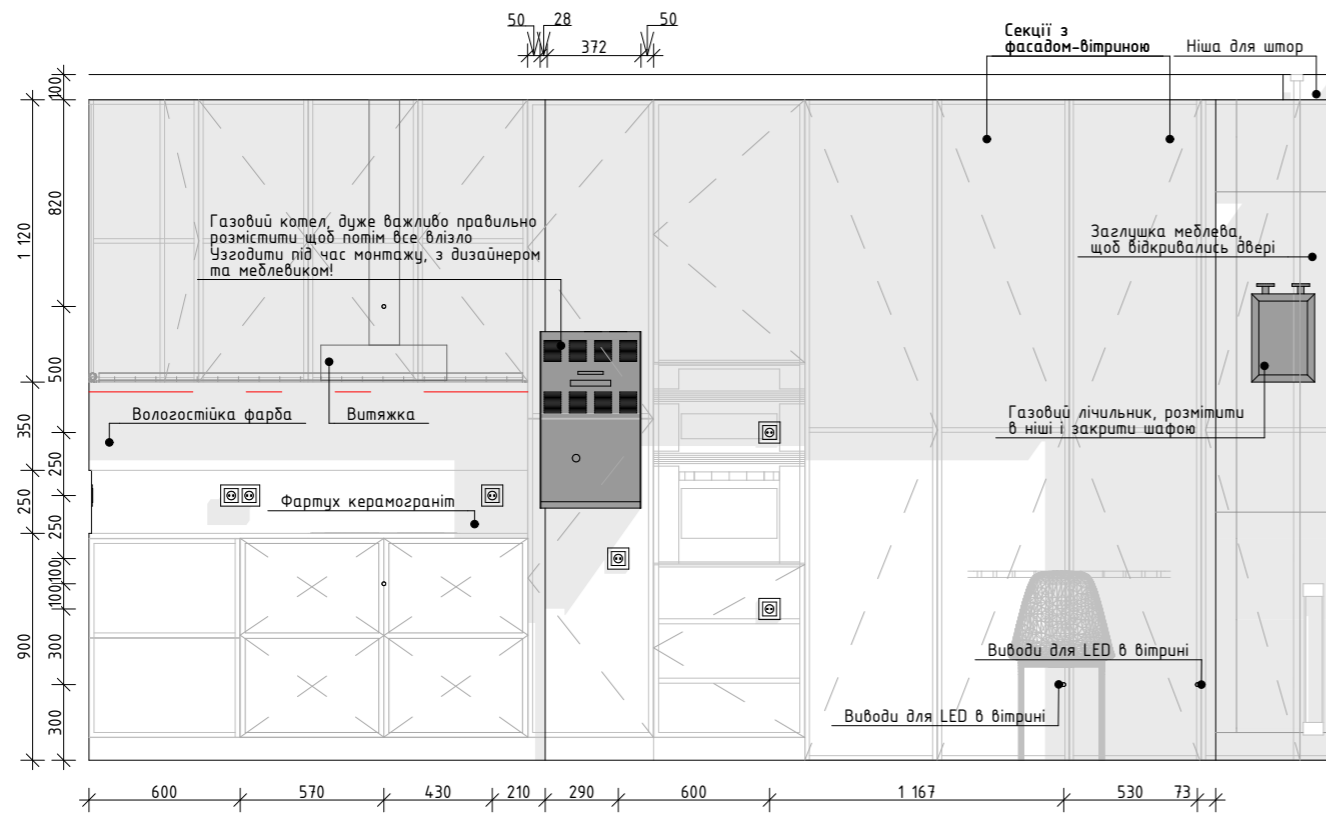 50
28
50
372
Секції з
фасадом-вітриною
Ніша для штор
100
820
1 120
500
350
250
250
250
100
100
900
300
300
Газовий котел, дуже важливо правильно
розмістити щоб потім все влізло
Узгодити під час монтажу, з дизайнером
та меблевиком!
Заглушка меблева,
щоб відкривались двері
Вологостійка фарба
Витяжка
Газовий лічильник, розмітити
в ніші і закрити шафою
Фартух керамограніт
Виводи для LED в вітрині
Виводи для LED в вітрині
600
570
430
210
290
600
1 167
530
73